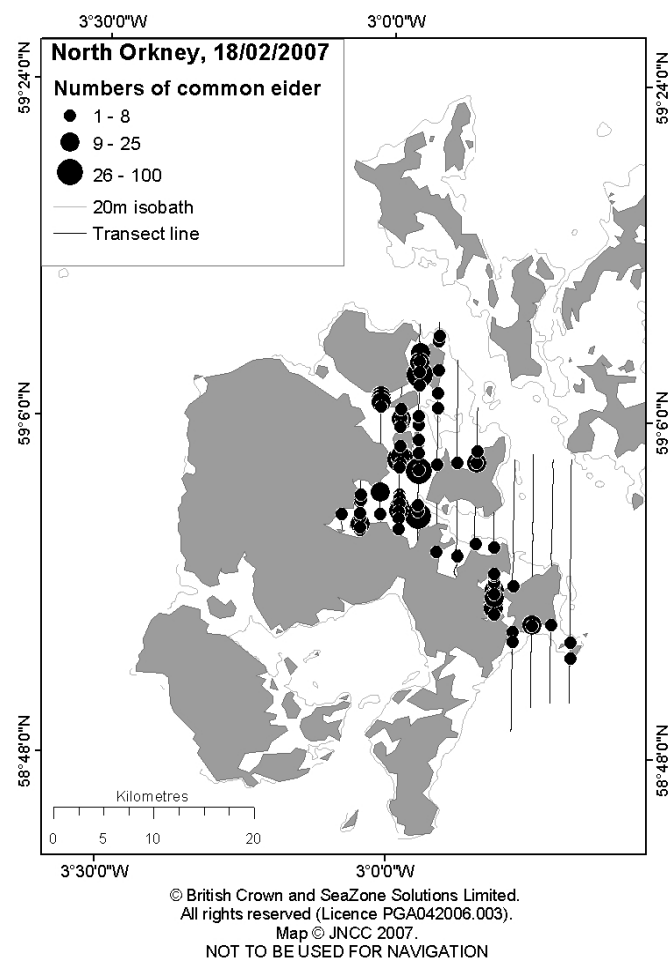 3°30'0"W 3°0'0"W
North Orkney, 18/02/2007
Numbers of common eider
1 - 8
9 - 25
26 - 100
20m isobath
Transect line
59°24'0"N 59°24'0"N
59°6'0"N 59°6'0"N
58°48'0"N 58°48'0"N
Kilometres
0 5 10 20
3°30'0"W 3°0'0"W
© British Crown and SeaZone Solutions Limited.
All rights reserved (Licence PGA042006.003).
Map © JNCC 2007.
NOT TO BE USED FOR NAVIGATION